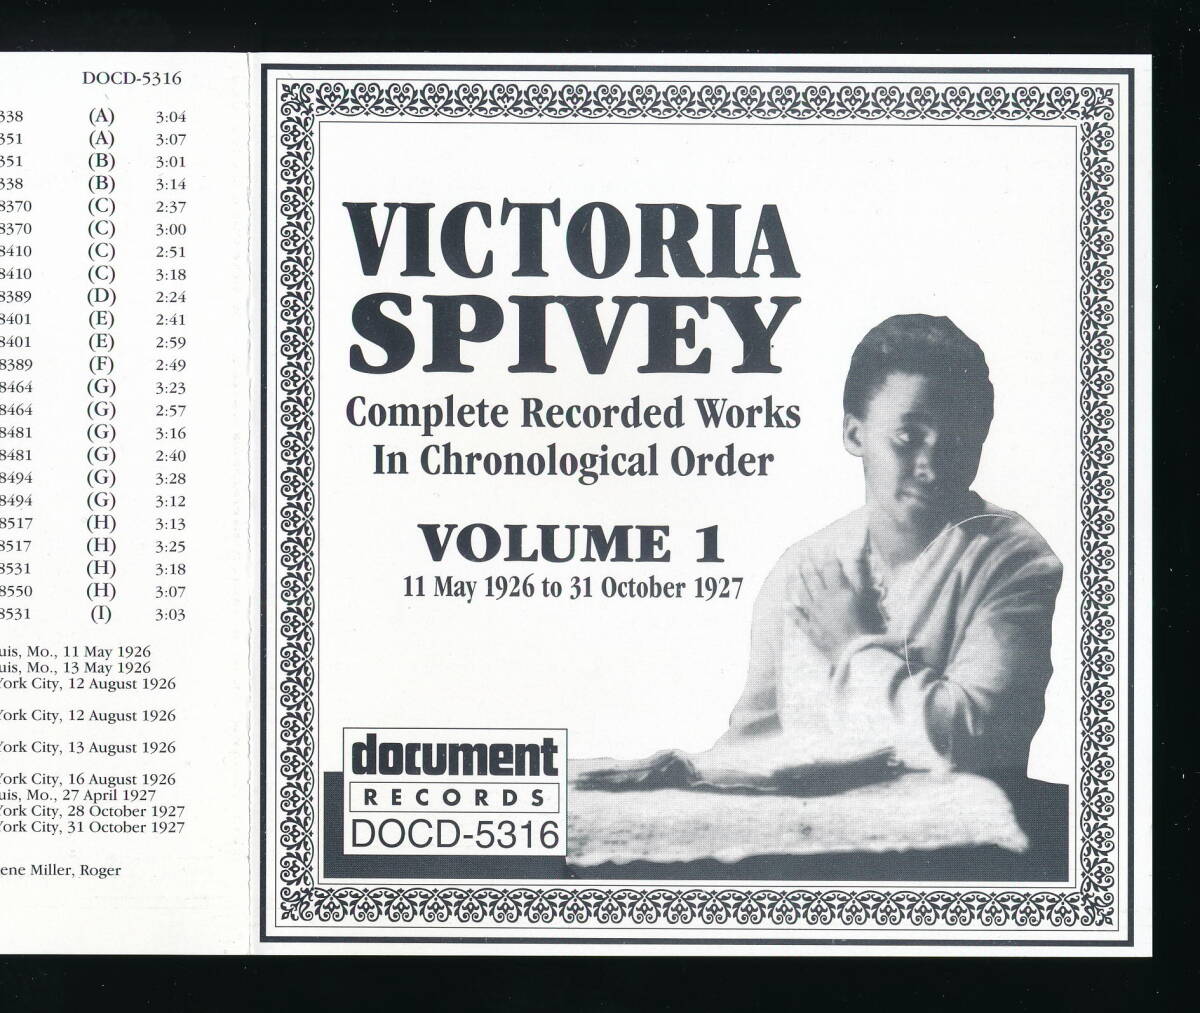 DOCD-5316
338 (A) 3:04
351 (A) 3:07
351 (B) 3:01
338 (B) 3:14
8370 (C) 2:37
8370 (C) 3:00
8410 (C) 2:51
8410 (C) 3:18
8389 (D) 2:24
8401 (E) 2:41
8401 (E) 2:59
8389 (F) 2:49
8464 (G) 3:23
8464 (G) 2:57
8481 (G) 3:16
8481 (G) 2:40
8494 (G) 3:28
8494 (G) 3:12
8517 (H) 3:13
8517 (H) 3:25
8531 (H) 3:18
8550 (H) 3:07
8531 (I) 3:03
uis, Mo., 11 May 1926
uis, Mo., 13 May 1926
York City, 12 August 1926
York City, 12 August 1926
York City, 13 August 1926
York City, 16 August 1926
uis, Mo., 27 April 1927
York City, 28 October 1927
York City, 31 October 1927
ene Miller, Roger
VICTORIA
SPIVEY
Complete Recorded Works
In Chronological Order
VOLUME 1
11 May 1926 to 31 October 1927
document
RECORDS
DOCD-5316